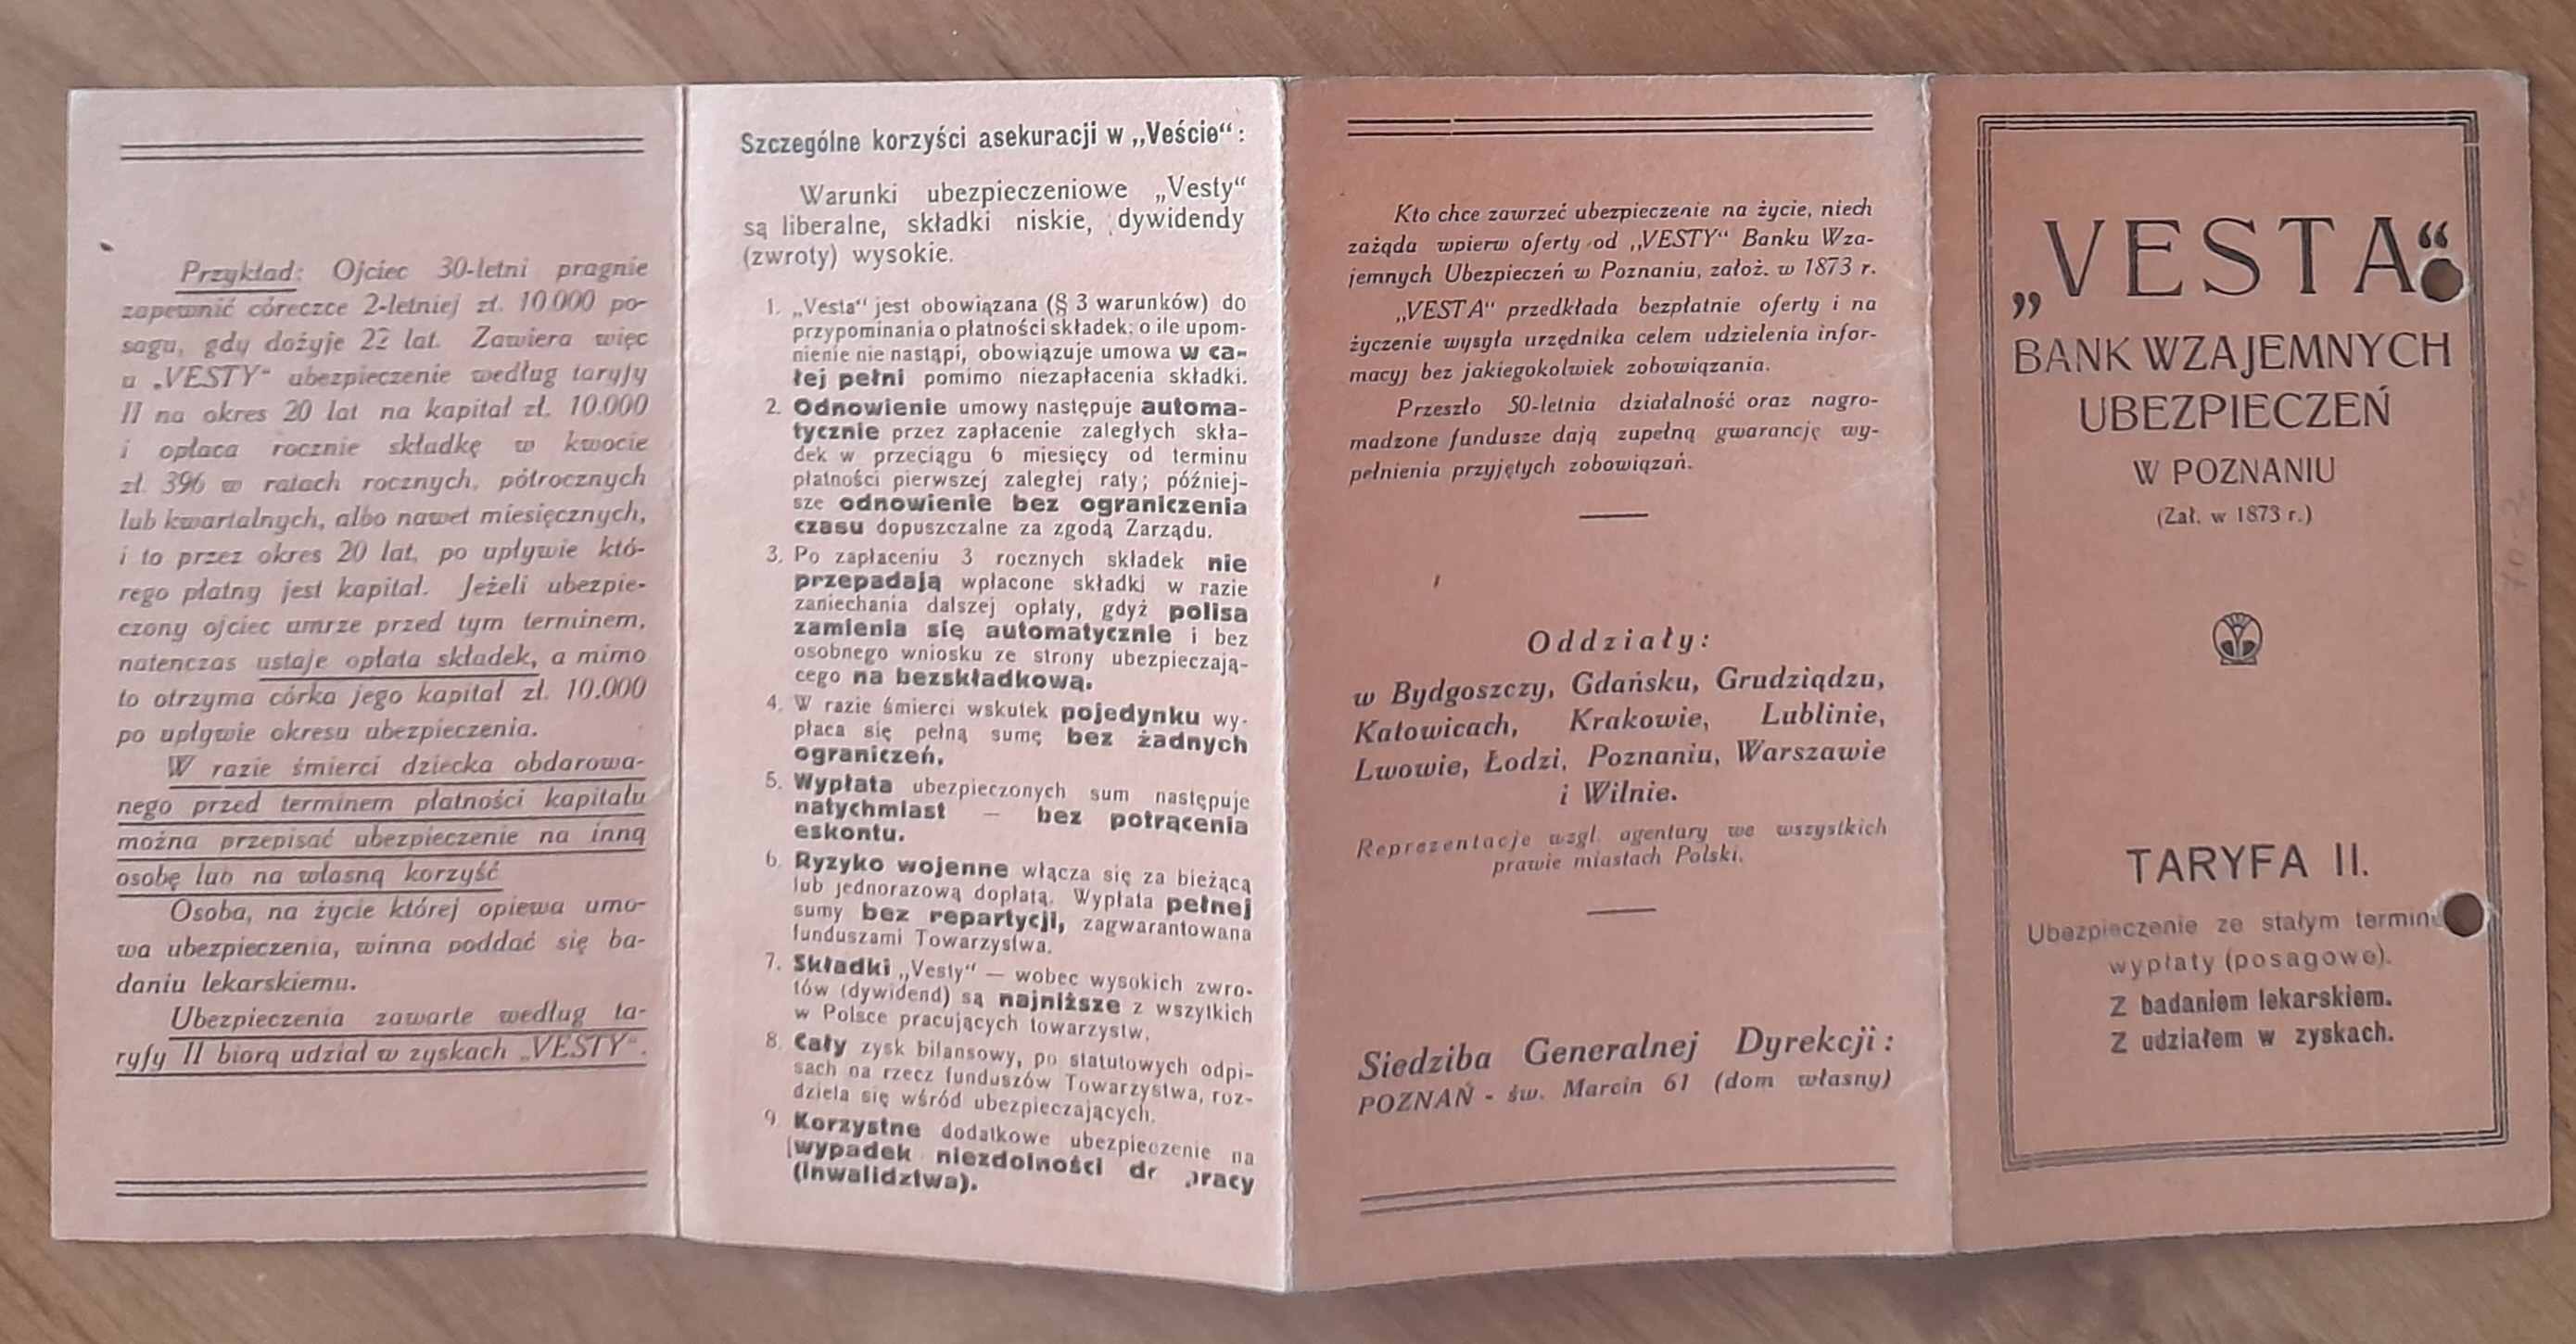 Przykład: Ojciec 30-letni pragnie
zapewnić córeczce 2-letniej zł. 10.000 po-
sagu, gdy dożyje 22 lat. Zawiera więc
u „VESTY“ ubezpieczenie według taryfy
II na okres 20 lat na kapitał zł. 10.000
i opłaca rocznie składkę w kwocie
zł. 396 w ratach rocznych, półrocznych
lub kwartalnych, albo nawet miesięcznych,
i to przez okres 20 lat, po upływie któ-
rego płatny jest kapitał. Jeżeli ubezpie-
czony ojciec umrze przed tym terminem,
natenczas ustaje opłata składek, a mimo
to otrzyma córka jego kapitał zł. 10.000
po upływie okresu ubezpieczenia.
W razie śmierci dziecka obdarowa-
nego przed terminem płatności kapitału
można przepisać ubezpieczenie na inną
osobę lub na własną korzyść
Osoba, na życie której opiewa umo-
wa ubezpieczenia, winna poddać się ba-
daniu lekarskiemu.
Ubezpieczenia zawarte według ta-
ryfy II biorą udział w zyskach „VESTY“.
Szczególne korzyści asekuracji w „Veście“:
Warunki ubezpieczeniowe „Vesty“
są liberalne, składki niskie, dywidendy
(zwroty) wysokie.
1. „Vesta“ jest obowiązana (§ 3 warunków) do
przypominania o płatności składek; o ile upom-
nienie nie nastąpi, obowiązuje umowa w ca-
łej pełni pomimo niezapłacenia składki.
2. Odnowienie umowy następuje automa-
tycznie przez zapłacenie zaległych skła-
dek w przeciągu 6 miesięcy od terminu
płatności pierwszej zaległej raty; później-
sze odnowienie bez ograniczenia
czasu dopuszczalne za zgodą Zarządu.
3. Po zapłaceniu 3 rocznych składek nie
przepadają wpłacone składki w razie
zaniechania dalszej opłaty, gdyż polisa
zamienia się automatycznie i bez
osobnego wniosku ze strony ubezpieczają-
cego na bezskładkową.
4. W razie śmierci wskutek pojedynku wy-
płaca się pełną sumę bez żadnych
ograniczeń.
5. Wypłata ubezpieczonych sum następuje
natychmiast – bez potrącenia
eskontu.
6. Ryzyko wojenne włącza się za bieżącą
lub jednorazową dopłatą. Wypłata pełnej
sumy bez repartycji, zagwarantowana
funduszami Towarzystwa.
7. Składki „Vesty“ — wobec wysokich zwro-
tów (dywidend) są najniższe z wszytkich
w Polsce pracujących towarzystw.
8. Cały zysk bilansowy, po statutowych odpi-
sach na rzecz funduszów Towarzystwa, roz-
dziela się wśród ubezpieczających.
9. Korzystne dodatkowe ubezpieczenie na
wypadek niezdolności do pracy
(inwalidztwa).
Kto chce zawrzeć ubezpieczenie na życie, niech
zażąda wpierw oferty od „VESTY“ Banku Wza-
jemnych Ubezpieczeń w Poznaniu, założ. w 1873 r.
„VESTA“ przedkłada bezpłatnie oferty i na
życzenie wysyła urzędnika celem udzielenia infor-
macyj bez jakiegokolwiek zobowiązania.
Przeszło 50-letnia działalność oraz nagro-
madzone fundusze dają zupełną gwarancję wy-
pełnienia przyjętych zobowiązań.
Oddziały:
w Bydgoszczy, Gdańsku, Grudziądzu,
Katowicach, Krakowie, Lublinie,
Lwowie, Łodzi, Poznaniu, Warszawie
i Wilnie.
Reprezentacje wzgl. agentury we wszystkich
prawie miastach Polski.
Siedziba Generalnej Dyrekcji:
POZNAŃ - św. Marcin 61 (dom własny)
„VESTA“
BANK WZAJEMNYCH
UBEZPIECZEŃ
W POZNANIU
(Zał. w 1873 r.)
TARYFA II.
Ubezpieczenie ze stałym termin
wypłaty (posagowe).
Z badaniem lekarskiem.
Z udziałem w zyskach.